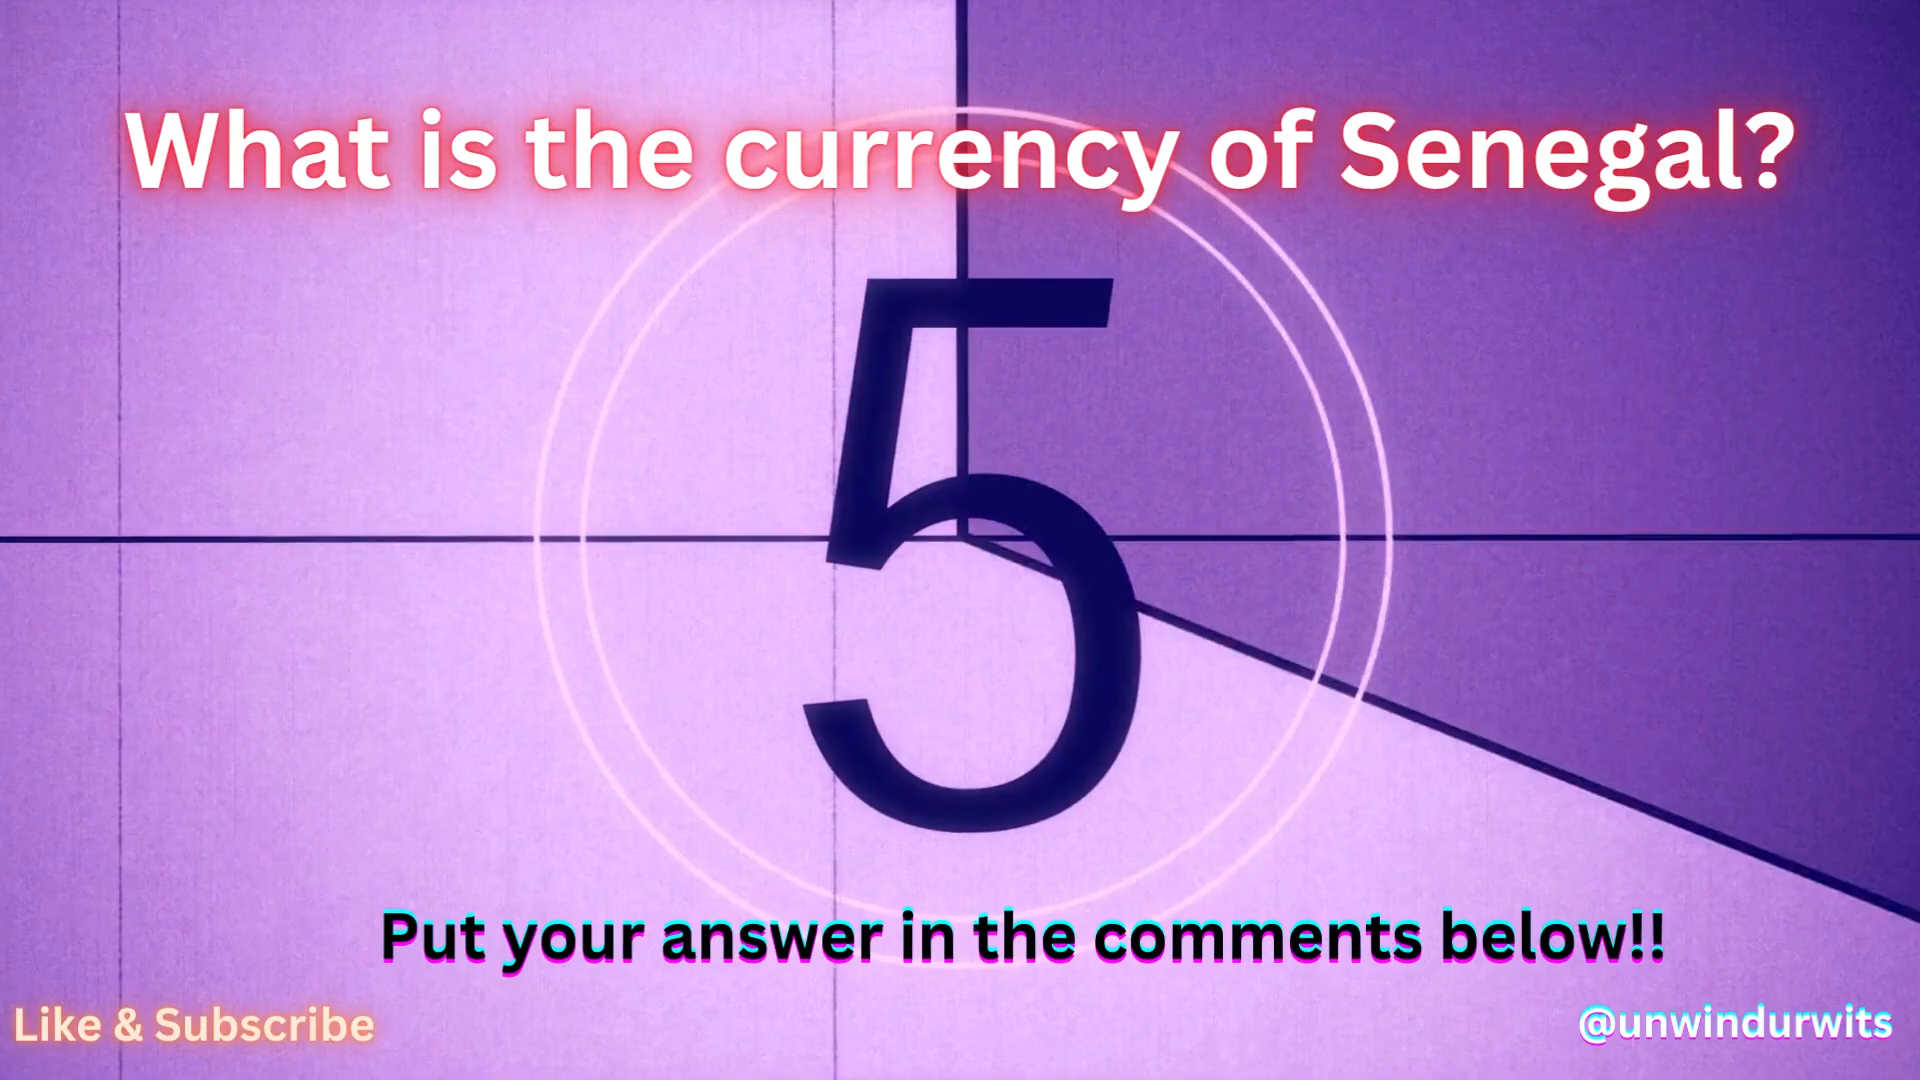 What is the currency of Senegal?
5
Put your answer in the comments below!!
Like & Subscribe
@unwindurwits